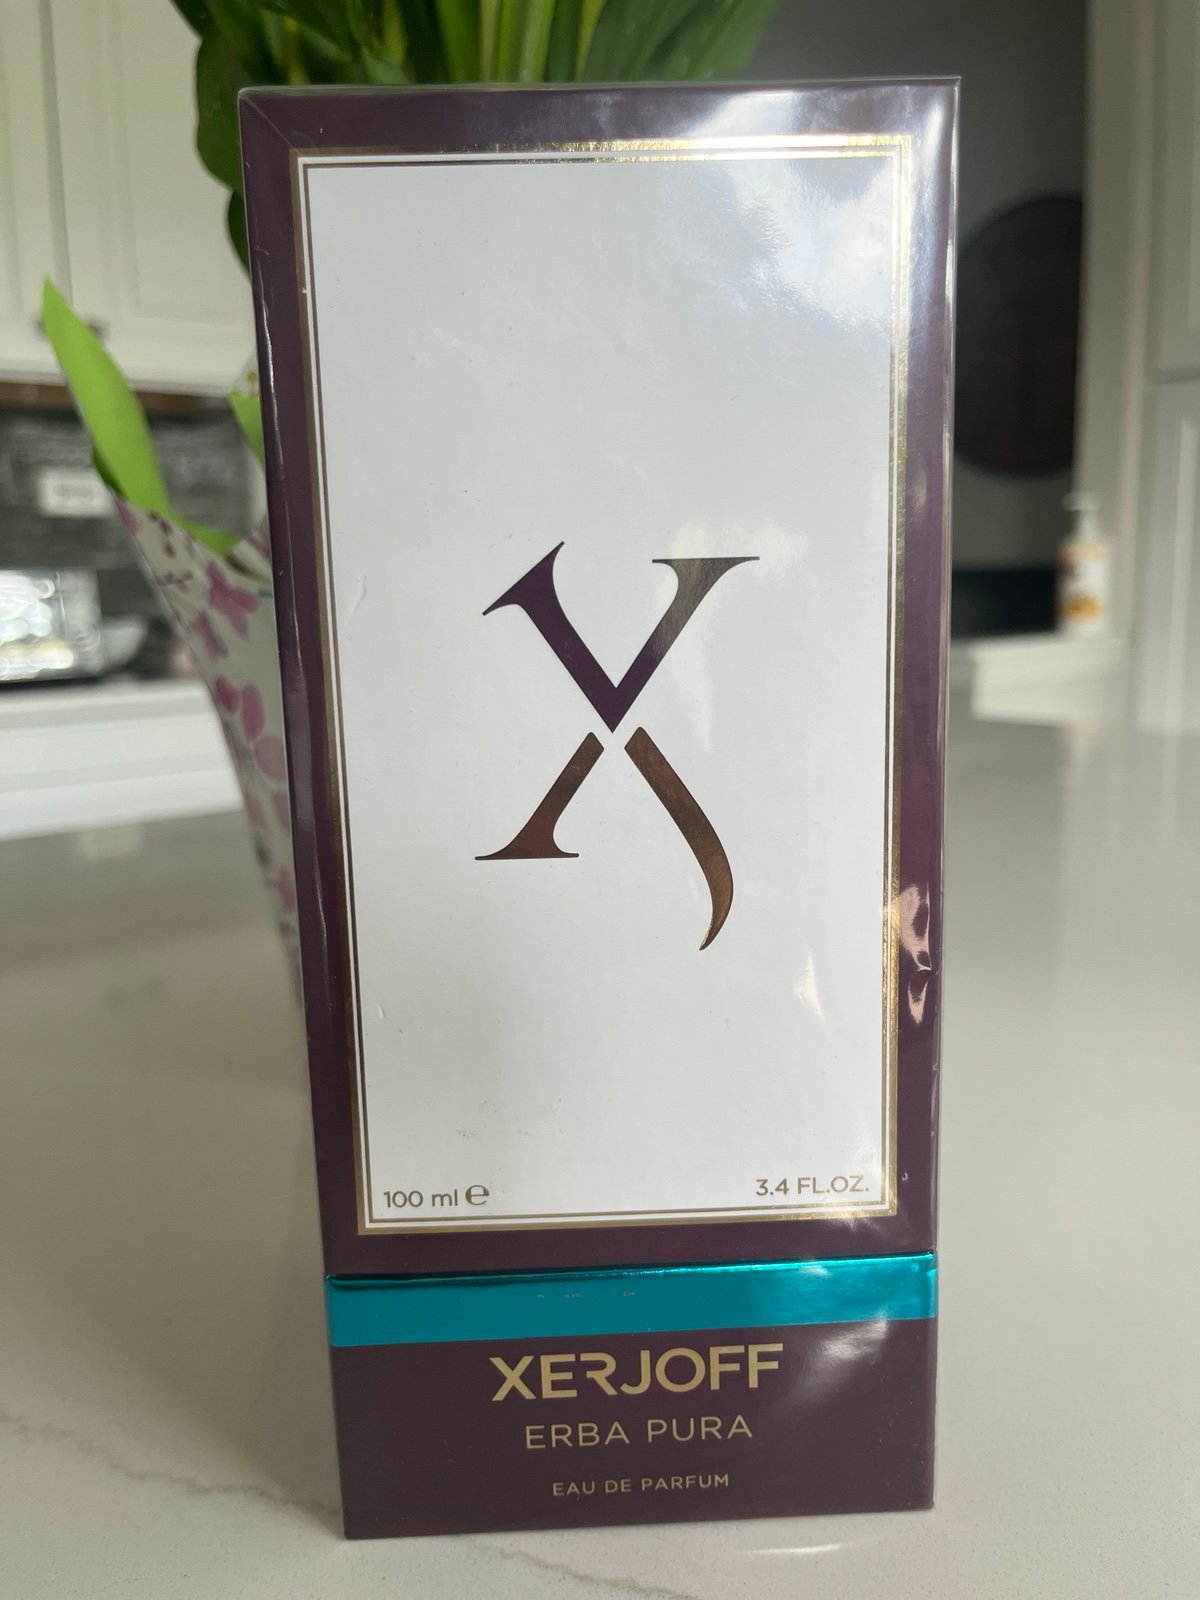 X
100 ml ℮
3.4 FL.OZ.
XERJOFF
ERBA PURA
EAU DE PARFUM